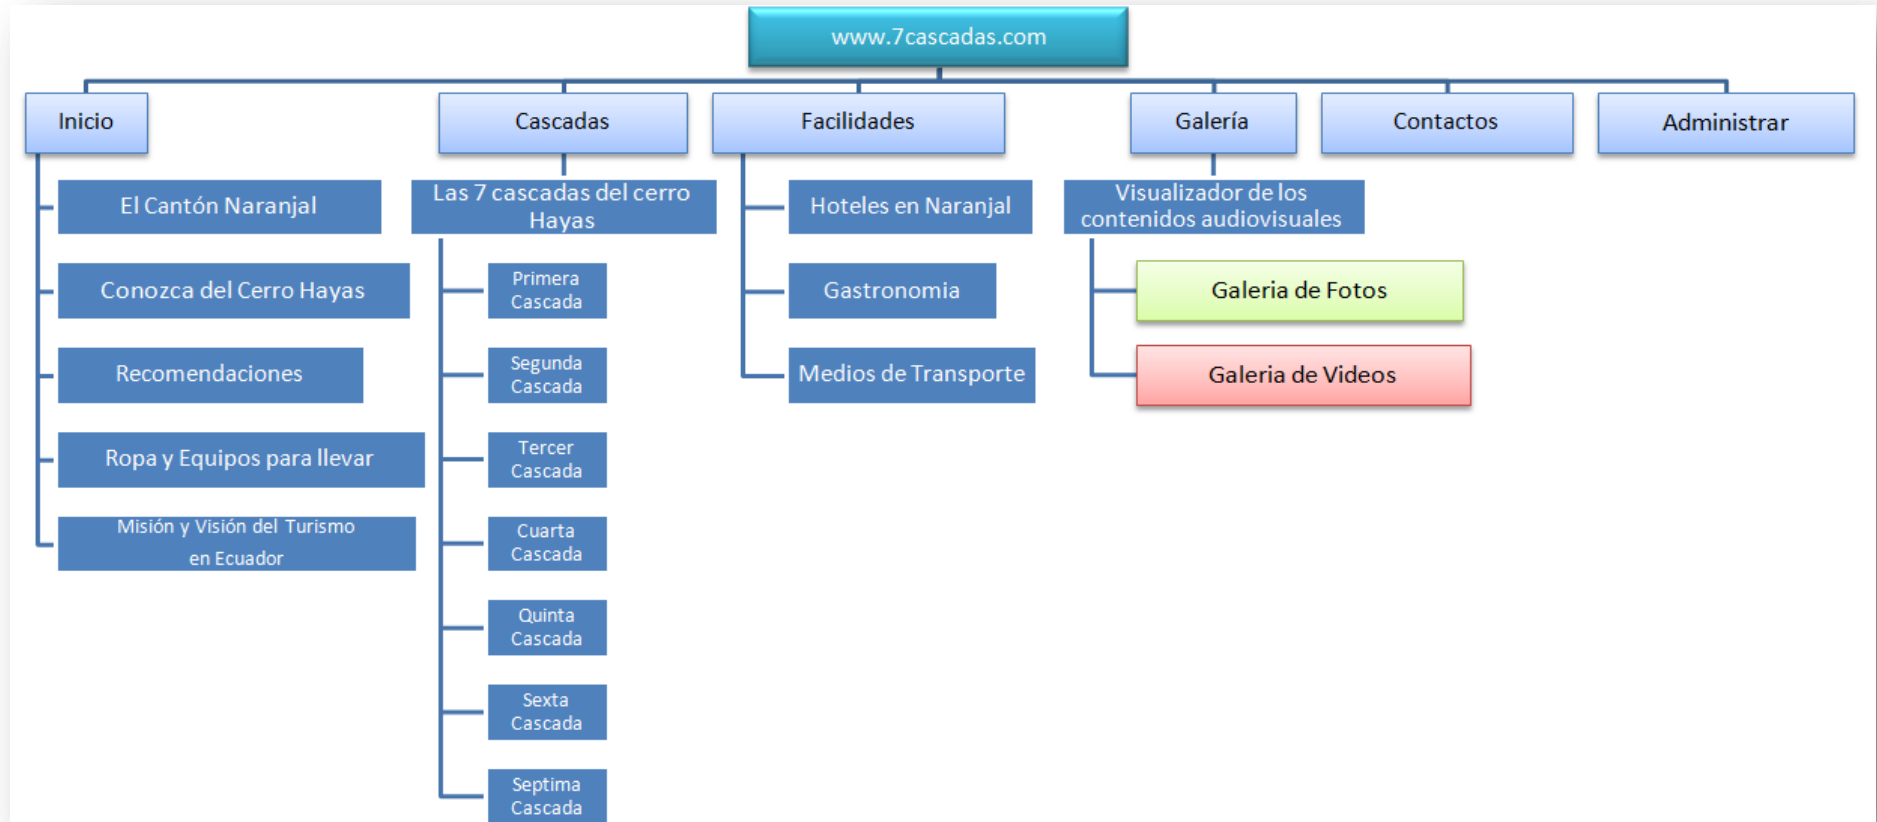 www.7cascadas.com
Inicio
Cascadas
Facilidades
Galería
Contactos
Administrar
El Cantón Naranjal
Conozca del Cerro Hayas
Recomendaciones
Ropa y Equipos para llevar
Misión y Visión del Turismo
en Ecuador
Las 7 cascadas del cerro
Hayas
Primera
Cascada
Segunda
Cascada
Tercer
Cascada
Cuarta
Cascada
Quinta
Cascada
Sexta
Cascada
Septima
Cascada
Hoteles en Naranjal
Gastronomia
Medios de Transporte
Visualizador de los
contenidos audiovisuales
Galeria de Fotos
Galeria de Videos